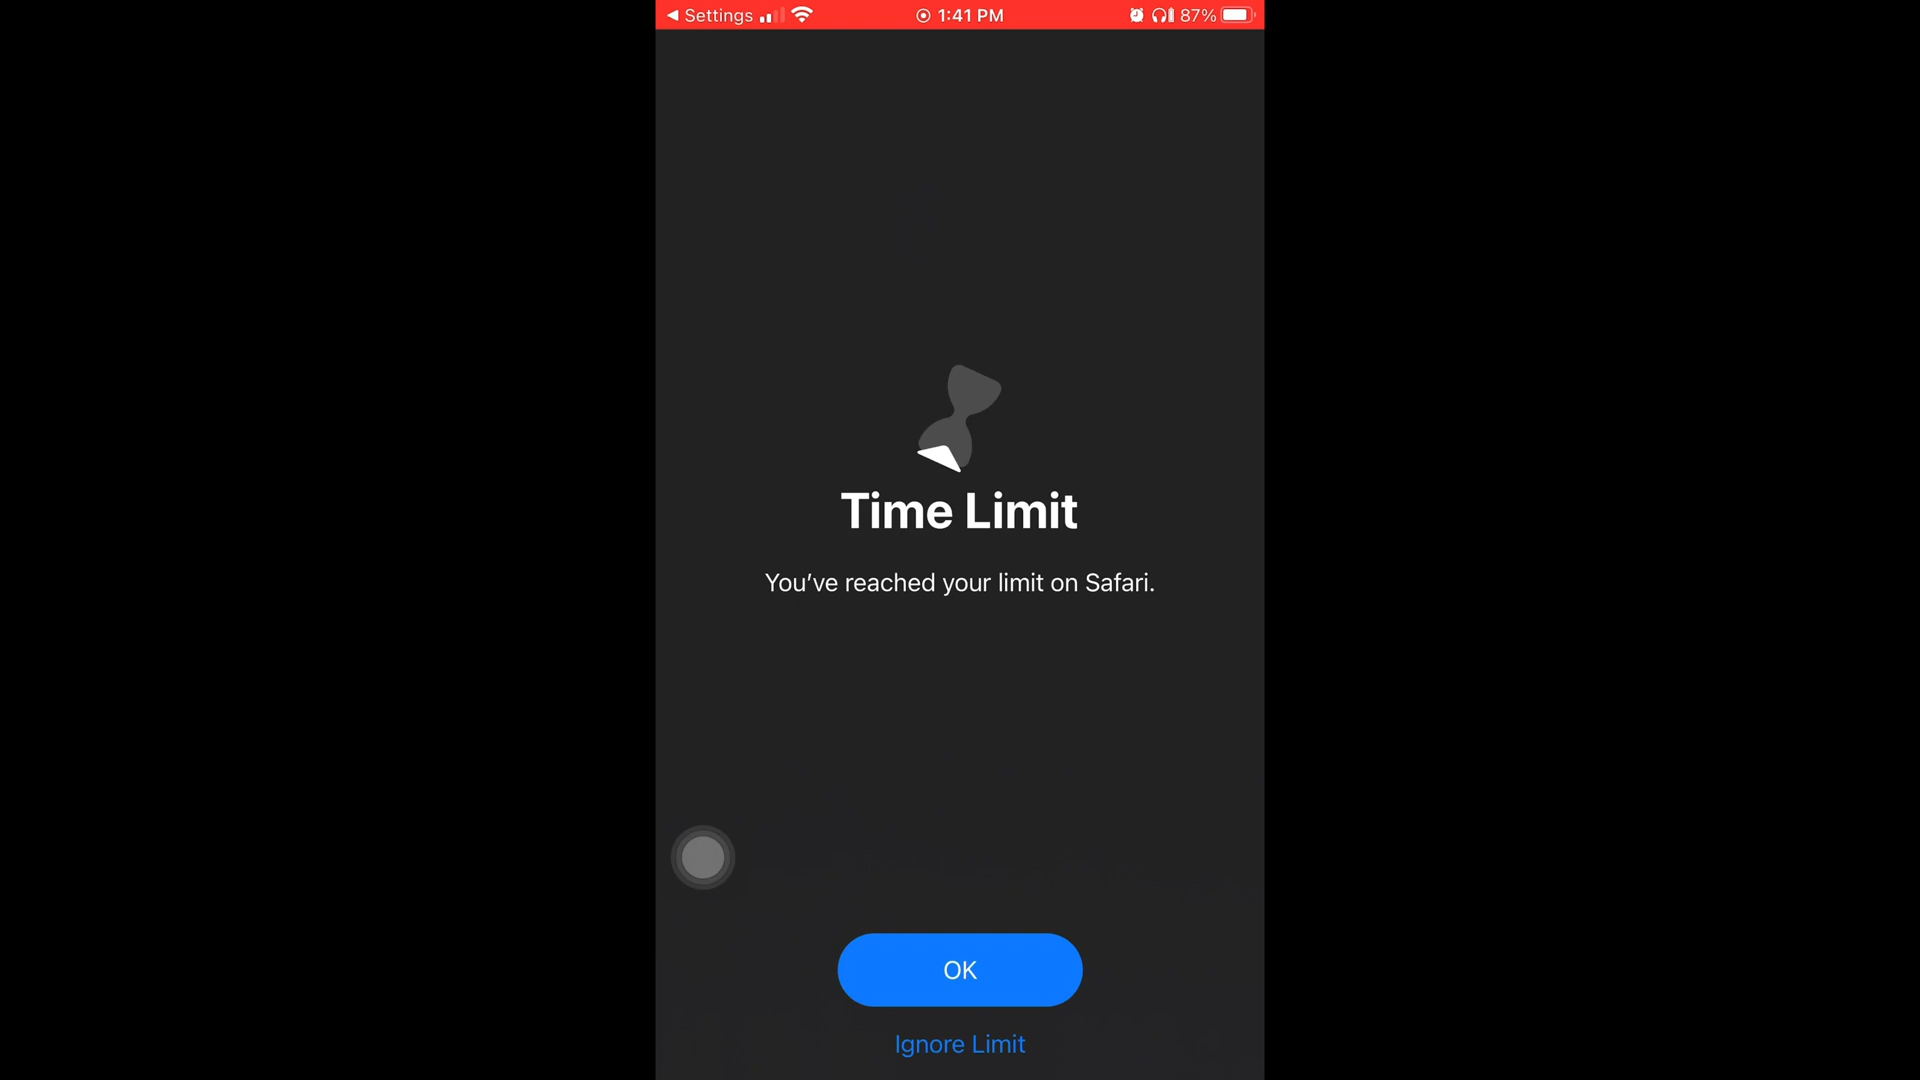 Settings 1:41 PM 87%
Time Limit
You’ve reached your limit on Safari.
OK
Ignore Limit